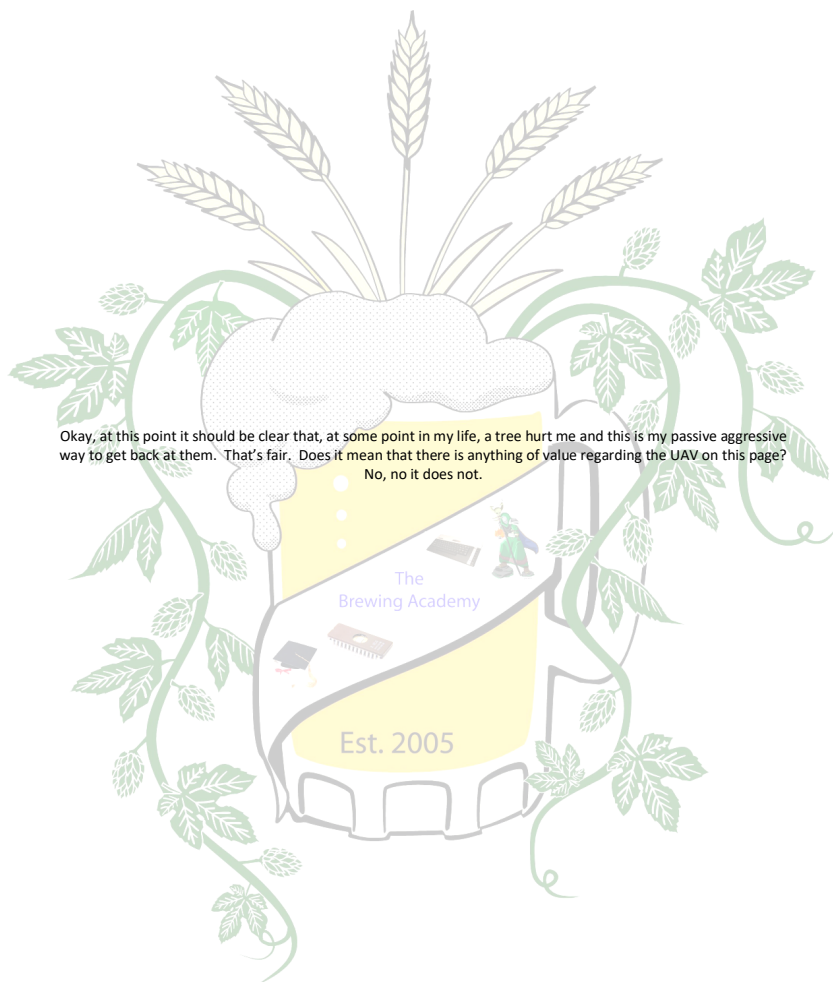 Okay, at this point it should be clear that, at some point in my life, a tree hurt me and this is my passive aggressive
way to get back at them.  That's fair.  Does it mean that there is anything of value regarding the UAV on this page?
No, no it does not.
The
Brewing Academy
Est. 2005